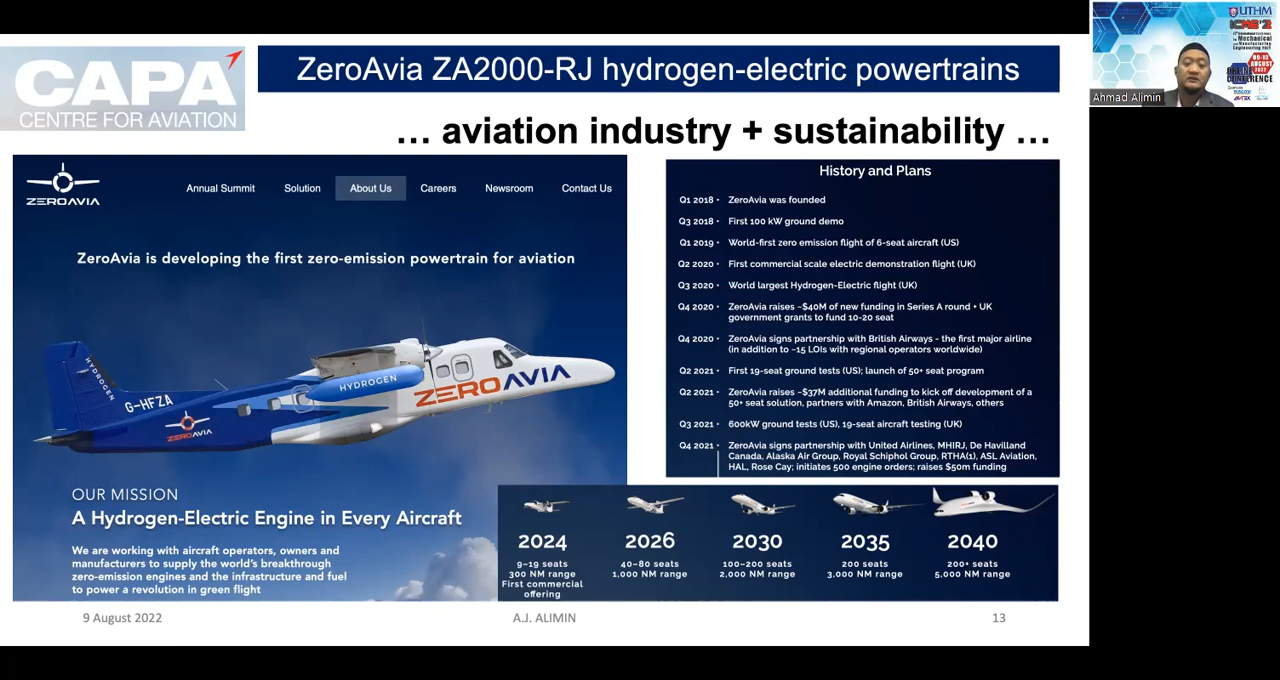 CAPA
CENTRE FOR AVIATION
ZeroAvia ZA2000-RJ hydrogen-electric powertrains
... aviation industry + sustainability ...
ZEROAVIA
Annual Summit
Solution
About Us
Careers
Newsroom
Contact Us
ZeroAvia is developing the first zero-emission powertrain for aviation
HYDROGEN
G-HFZA
ZEROAVIA
HYDROGEN
ZEROAVIA
OUR MISSION
A Hydrogen-Electric Engine in Every Aircraft
We are working with aircraft operators, owners and
manufacturers to supply the world's breakthrough
zero-emission engines and the infrastructure and fuel
to power a revolution in green flight
History and Plans
Q1 2018 • ZeroAvia was founded
Q3 2018 • First 100 kW ground demo
Q1 2019 • World-first zero emission flight of 6-seat aircraft (US)
Q2 2020 • First commercial scale electric demonstration flight (UK)
Q3 2020 • World largest Hydrogen-Electric flight (UK)
Q4 2020 • ZeroAvia raises ~$40M of new funding in Series A round + UK
government grants to fund 10-20 seat
Q4 2020 • ZeroAvia signs partnership with British Airways - the first major airline
(in addition to ~15 LOIs with regional operators worldwide)
Q2 2021 • First 19-seat ground tests (US); launch of 50+ seat program
Q2 2021 • ZeroAvia raises ~$37M additional funding to kick off development of a
50+ seat solution, partners with Amazon, British Airways, others
Q3 2021 • 600kW ground tests (US), 19-seat aircraft testing (UK)
Q4 2021 • ZeroAvia signs partnership with United Airlines, MHIRJ, De Havilland
Canada, Alaska Air Group, Royal Schiphol Group, RTHA(1), ASL Aviation,
HAL, Rose Cay; initiates 500 engine orders; raises $50m funding
2024
9-19 seats
300 NM range
First commercial
offering
2026
40-80 seats
1,000 NM range
2030
100-200 seats
2,000 NM range
2035
200 seats
3,000 NM range
2040
200+ seats
5,000 NM range
9 August 2022
A.J. ALIMIN
13
UTHM
ICME'2
Mechanical
Manufacturing
Engineering 2022
09-10
AUGUST
2022
ONLINE
CONFERENCE
Ahmad Alimin